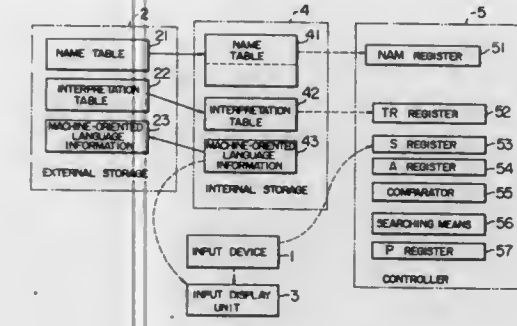 2
21
NAME TABLE
22
INTERPRETATION
TABLE
23
MACHINE-ORIENTED
LANGUAGE
INFORMATION
EXTERNAL STORAGE
4
41
NAME
TABLE
42
INTERPRETATION
TABLE
43
MACHINE-ORIENTED
LANGUAGE
INFORMATION
INTERNAL STORAGE
5
NAM REGISTER
51
TR REGISTER
52
S REGISTER
53
A REGISTER
54
COMPARATOR
55
SEARCHING MEANS
56
P REGISTER
57
CONTROLLER
INPUT DEVICE
1
INPUT DISPLAY
UNIT
3